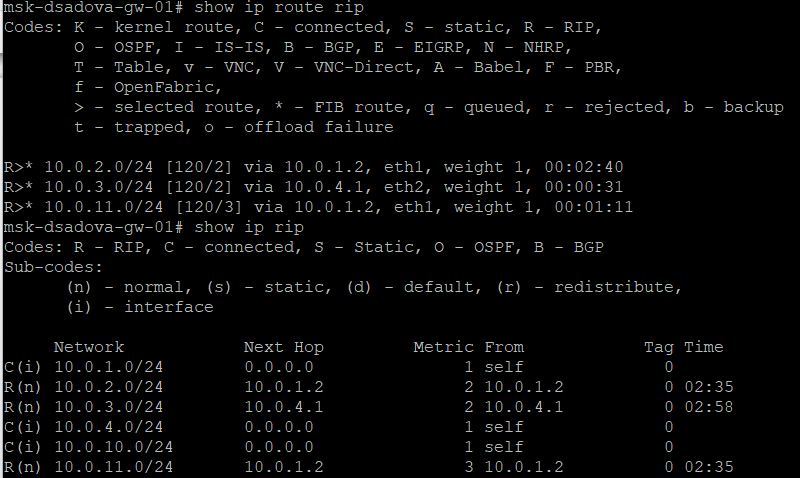 msk-dsadova-gw-01# show ip route rip
Codes: K - kernel route, C - connected, S - static, R - RIP,
       O - OSPF, I - IS-IS, B - BGP, E - EIGRP, N - NHRP,
       T - Table, v - VNC, V - VNC-Direct, A - Babel, F - PBR,
       f - OpenFabric,
       > - selected route, * - FIB route, q - queued, r - rejected, b - backup
       t - trapped, o - offload failure

R>* 10.0.2.0/24 [120/2] via 10.0.1.2, eth1, weight 1, 00:02:40
R>* 10.0.3.0/24 [120/2] via 10.0.4.1, eth2, weight 1, 00:00:31
R>* 10.0.11.0/24 [120/3] via 10.0.1.2, eth1, weight 1, 00:01:11
msk-dsadova-gw-01# show ip rip
Codes: R - RIP, C - connected, S - Static, O - OSPF, B - BGP
Sub-codes:
      (n) - normal, (s) - static, (d) - default, (r) - redistribute,
      (i) - interface

     Network            Next Hop         Metric From            Tag Time
C(i) 10.0.1.0/24        0.0.0.0               1 self              0
R(n) 10.0.2.0/24        10.0.1.2              2 10.0.1.2          0 02:35
R(n) 10.0.3.0/24        10.0.4.1              2 10.0.4.1          0 02:58
C(i) 10.0.4.0/24        0.0.0.0               1 self              0
C(i) 10.0.10.0/24       0.0.0.0               1 self              0
R(n) 10.0.11.0/24       10.0.1.2              3 10.0.1.2          0 02:35